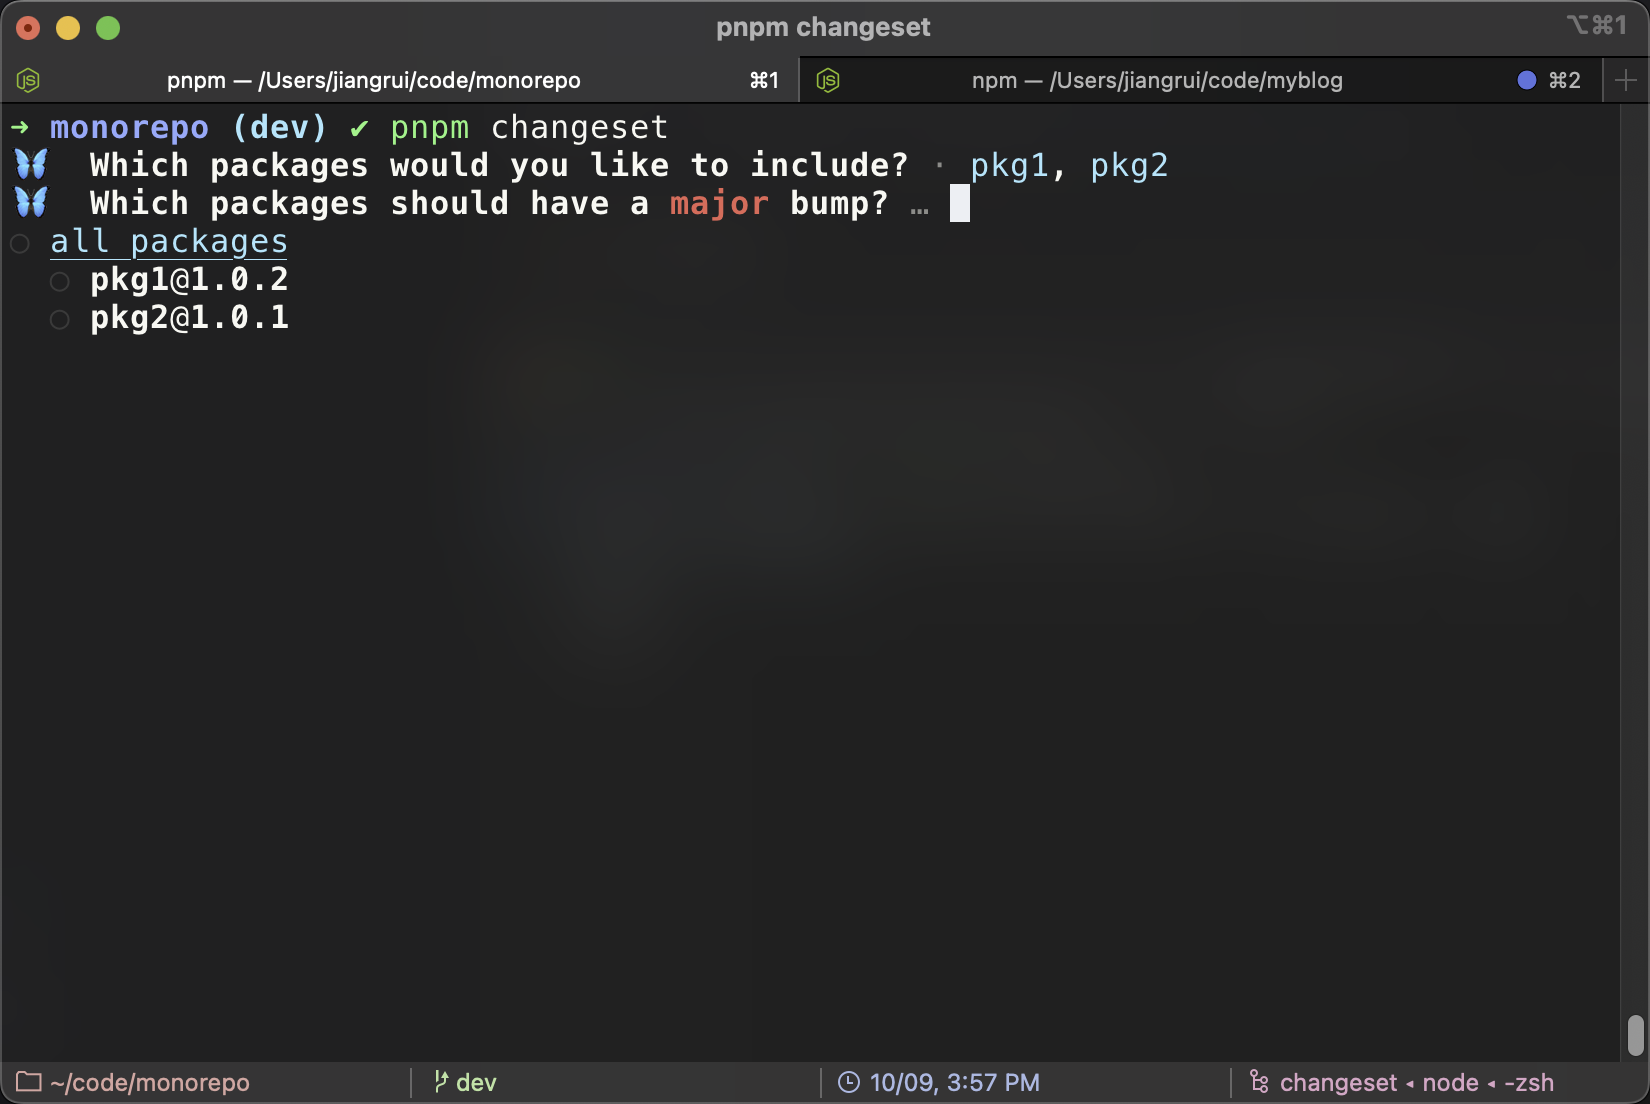 pnpm changeset
⌥⌘1
pnpm — /Users/jiangrui/code/monorepo ⌘1
npm — /Users/jiangrui/code/myblog ⌘2
➜ monorepo (dev) ✔ pnpm changeset
🦋 Which packages would you like to include? · pkg1, pkg2
🦋 Which packages should have a major bump? …
○ all packages
○ pkg1@1.0.2
○ pkg2@1.0.1
~/code/monorepo
dev
10/09, 3:57 PM
changeset ◂ node ◂ -zsh